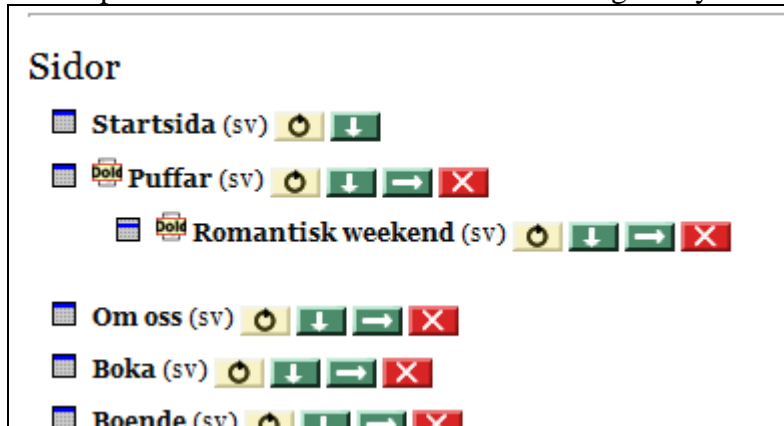 Sidor
Startsida (sv)
Dold Puffar (sv)
Dold Romantisk weekend (sv)
Om oss (sv)
Boka (sv)
Boende (sv)